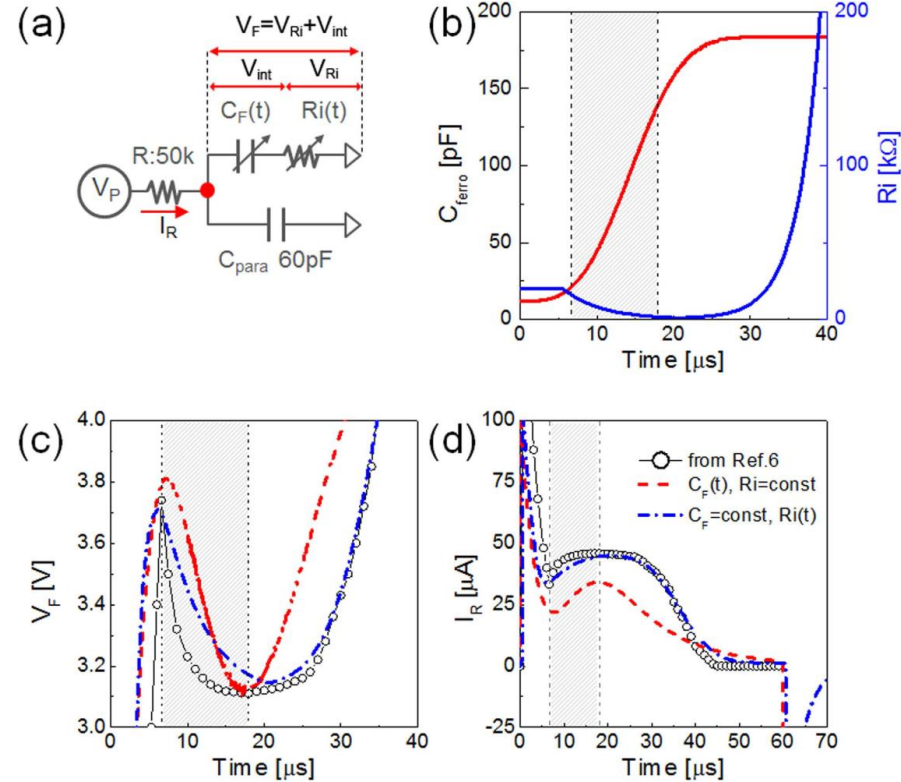 (a)
V_F=V_Ri+V_int
V_int V_Ri
C_F(t) Ri(t)
R:50k
V_P
I_R
C_para 60pF
(b)
200
150
100
50
0
C_ferro [pF]
0 10 20 30 40
Time [µs]
200
100
0
Ri [kΩ]
(c)
4.0
3.8
3.6
3.4
3.2
3.0
V_F [V]
0 10 20 30 40
Time [µs]
(d)
100
75
50
25
0
-25
I_R [µA]
from Ref.6
C_F(t), Ri=const
C_F=const, Ri(t)
0 10 20 30 40 50 60 70
Time [µs]